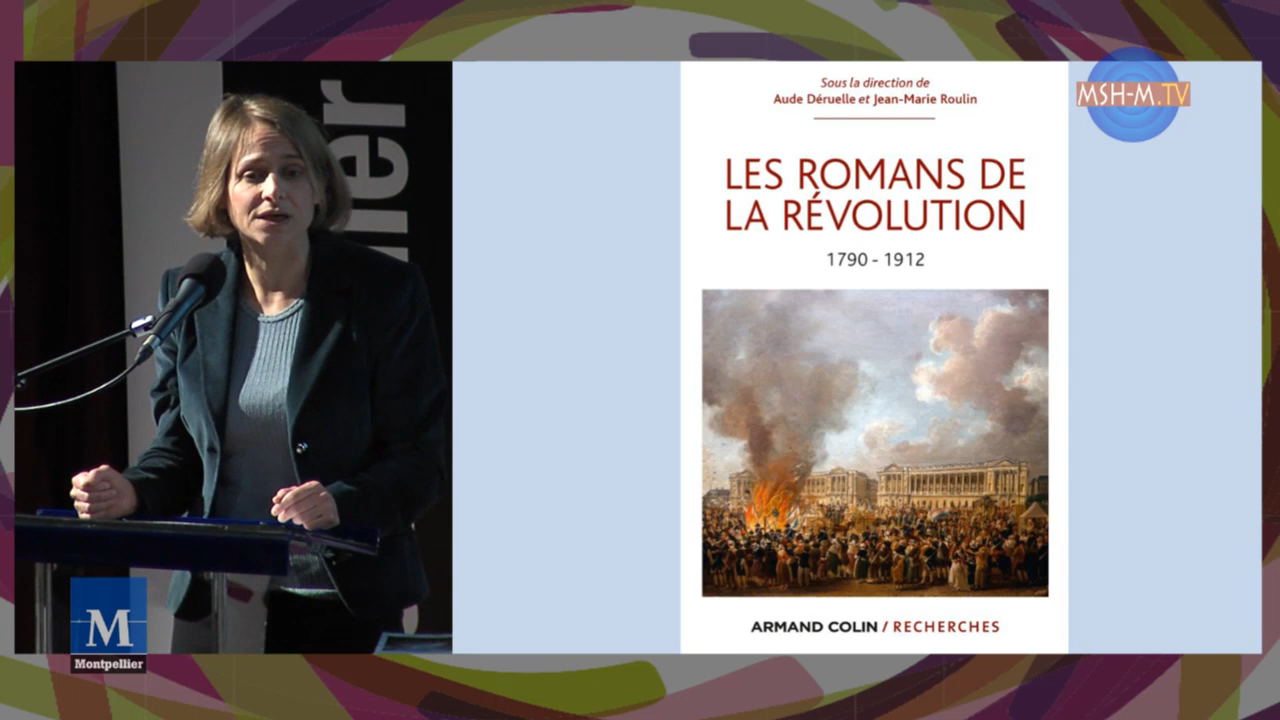 Sous la direction de
Aude Déruelle et Jean-Marie Roulin
LES ROMANS DE
LA RÉVOLUTION
1790 - 1912
ARMAND COLIN / RECHERCHES
MSH-M.TV
M
Montpellier